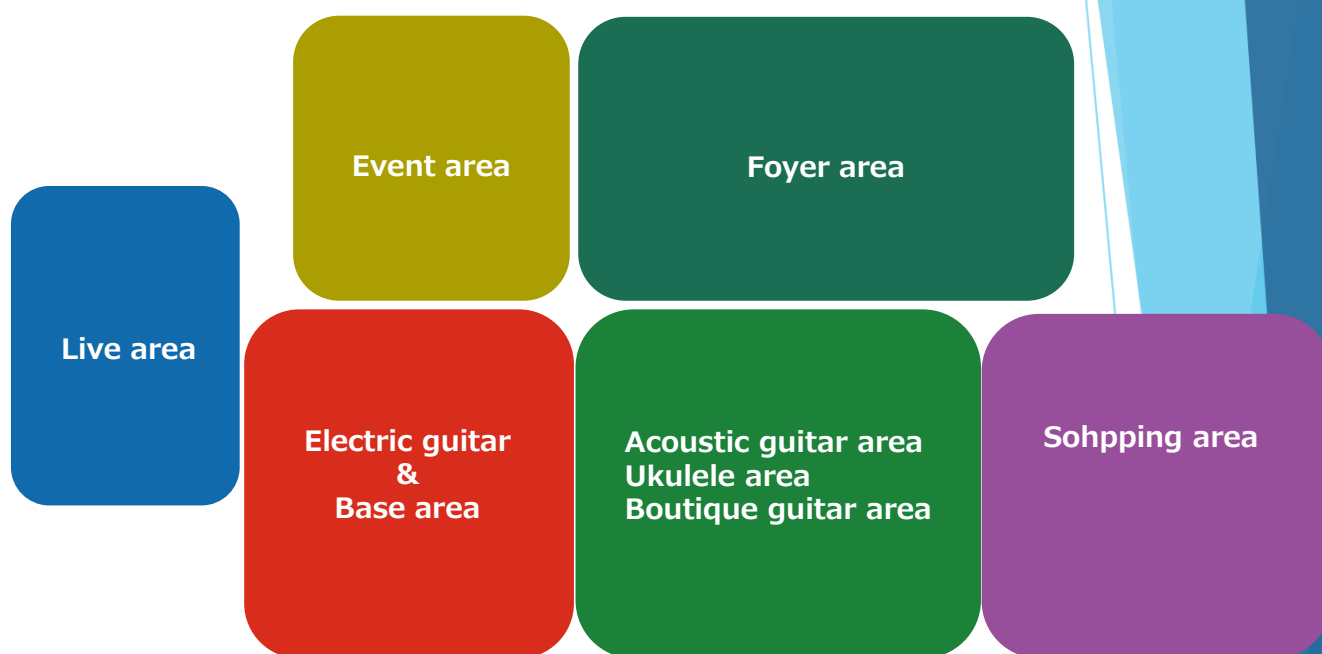 Event area
Foyer area
Live area
Electric guitar
&
Base area
Acoustic guitar area
Ukulele area
Boutique guitar area
Sohpping area